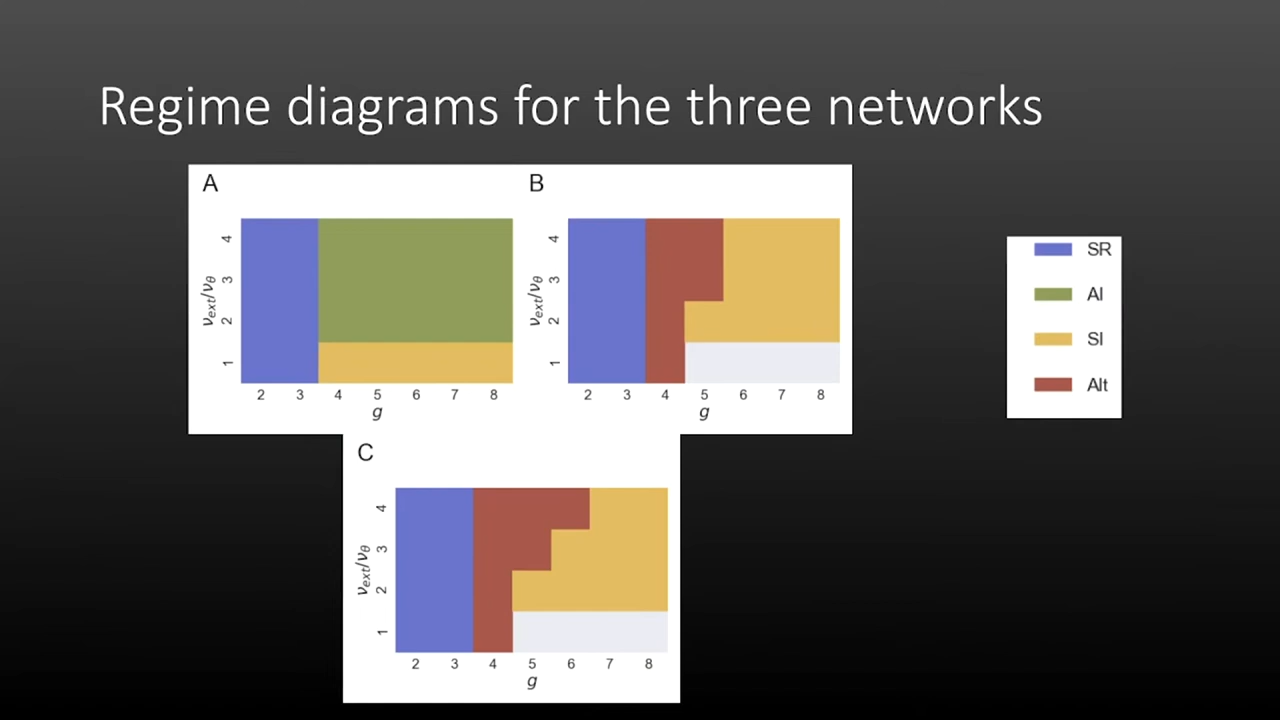 Regime diagrams for the three networks
A
4
3
2
1
ν_ext/ν_θ
2 3 4 5 6 7 8
g
B
4
3
2
1
ν_ext/ν_θ
2 3 4 5 6 7 8
g
SR
AI
SI
Alt
C
4
3
2
1
ν_ext/ν_θ
2 3 4 5 6 7 8
g